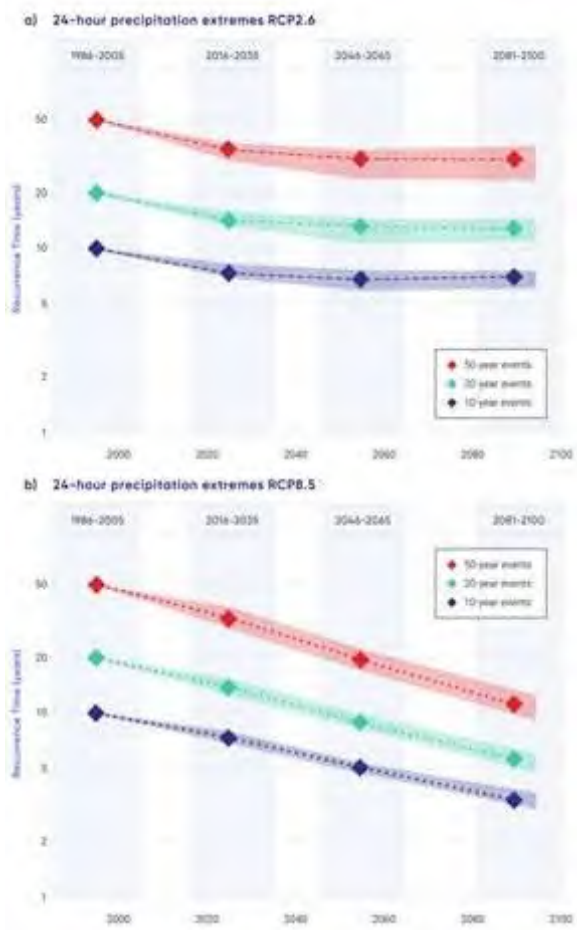 a) 24-hour precipitation extremes RCP2.6
1986-2005 2016-2035 2046-2065 2081-2100
50
20
10
5
2
1
Recurrence Time (years)
50 year events
20 year events
10 year events
2000 2020 2040 2060 2080 2100
b) 24-hour precipitation extremes RCP8.5
1986-2005 2016-2035 2046-2065 2081-2100
50
20
10
5
2
1
Recurrence Time (years)
50 year events
20 year events
10 year events
2000 2020 2040 2060 2080 2100